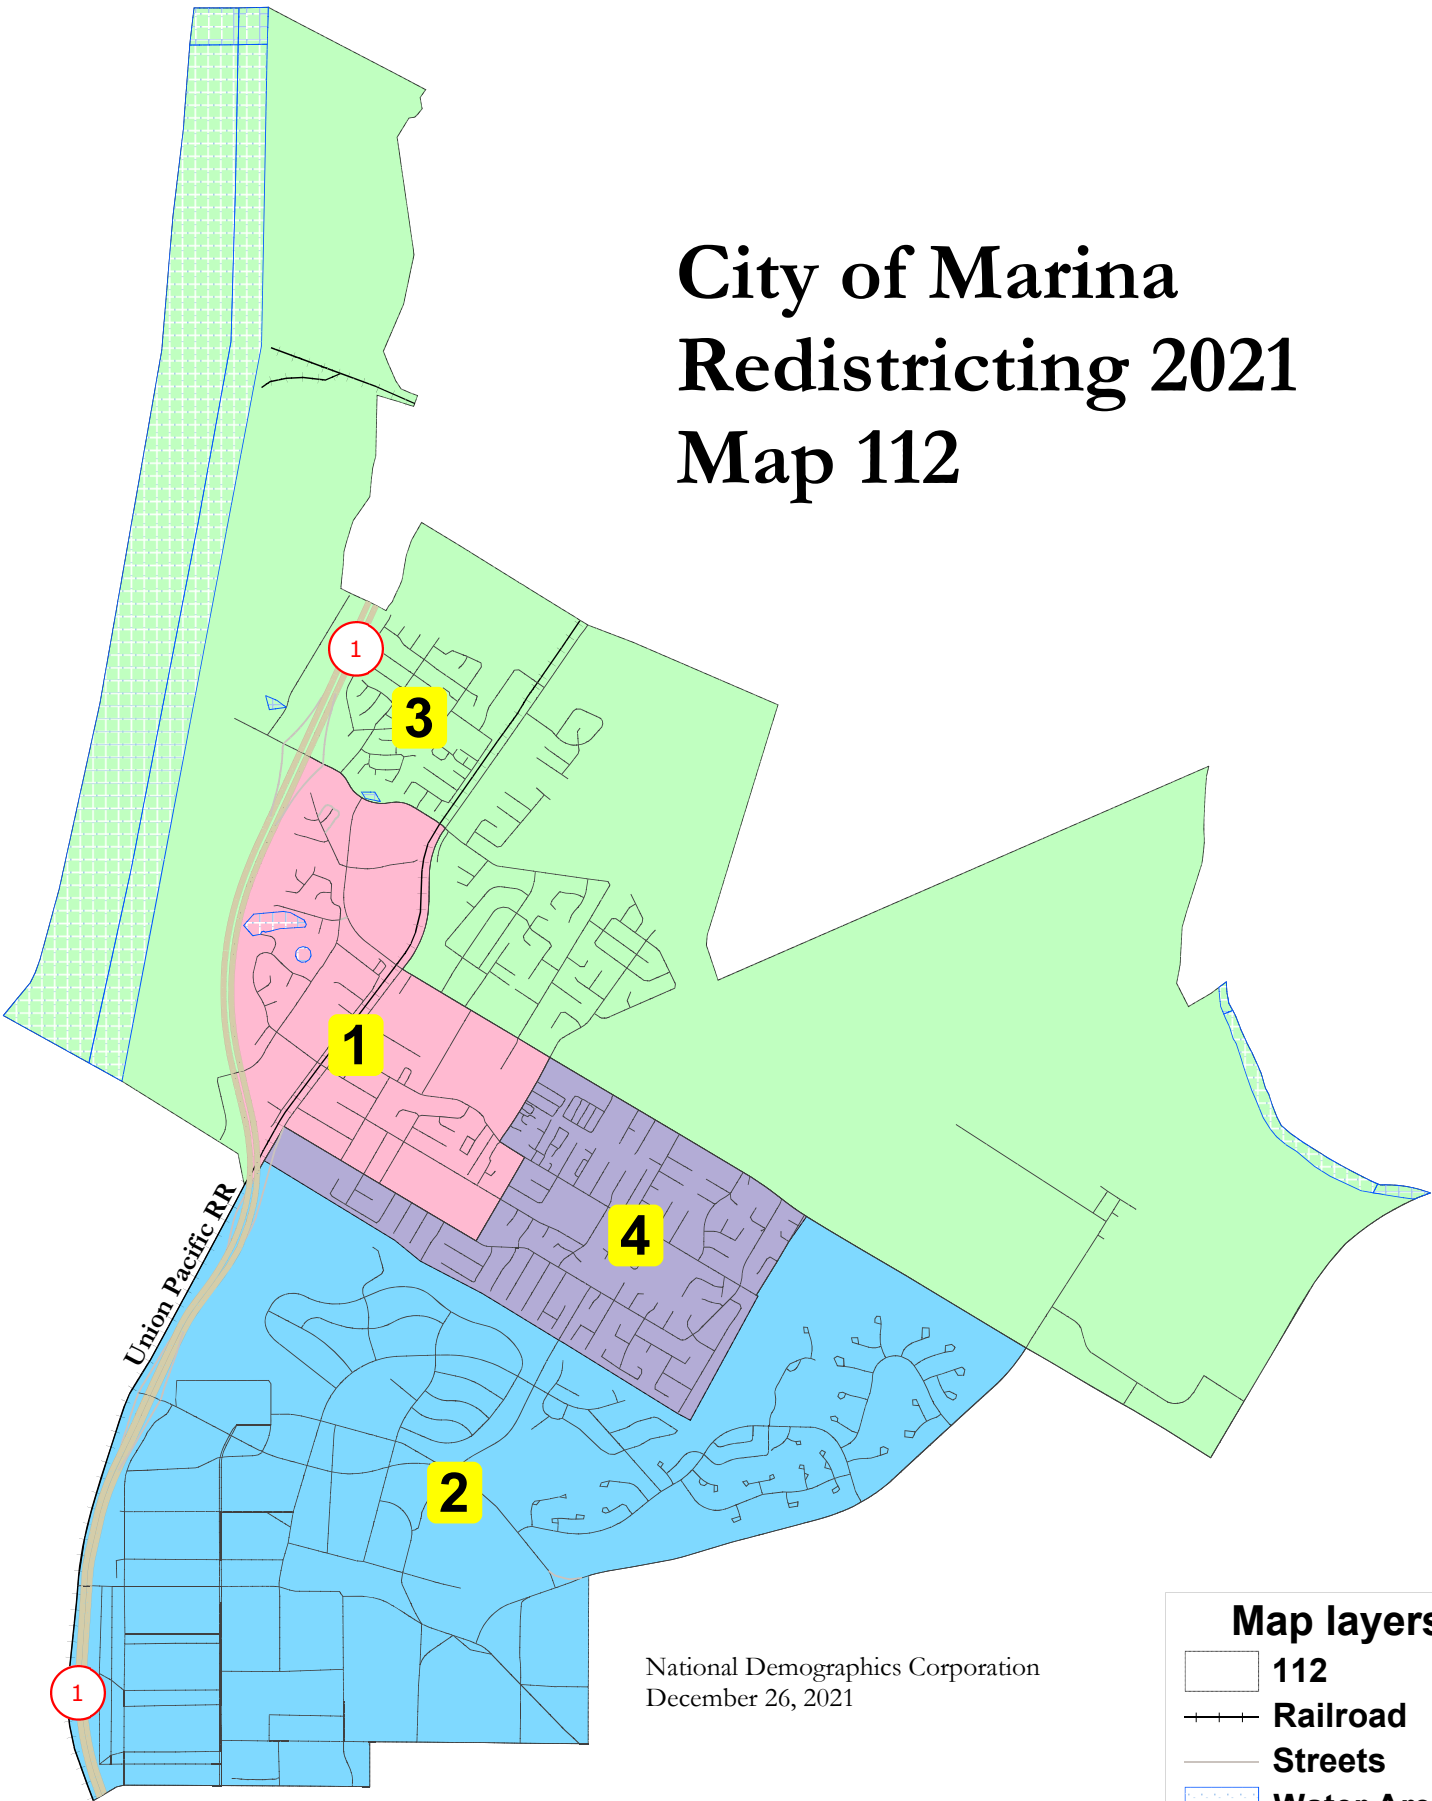 City of Marina
Redistricting 2021
Map 112
1
3
1
4
Union Pacific RR
2
1
National Demographics Corporation
December 26, 2021
Map layers
112
Railroad
Streets
Water